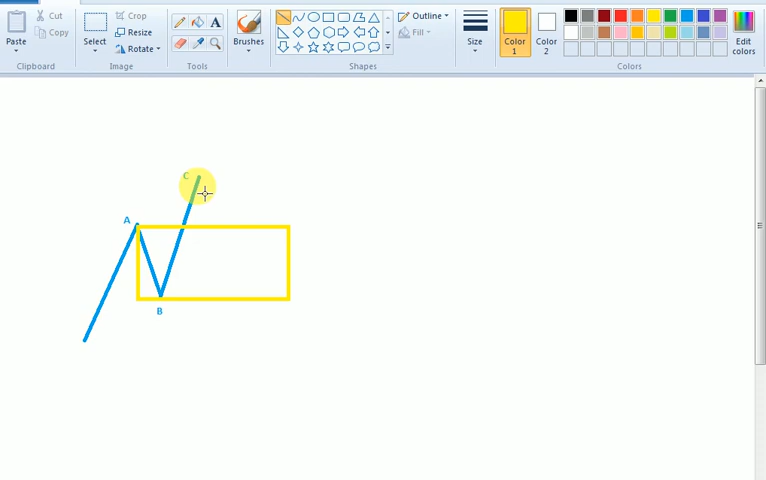 Cut
Copy
Paste
Clipboard
Select
Crop
Resize
Rotate
Image
A
Tools
Brushes
Outline
Fill
Shapes
Size
Color
1
Color
2
Edit
colors
Colors
C
A
B